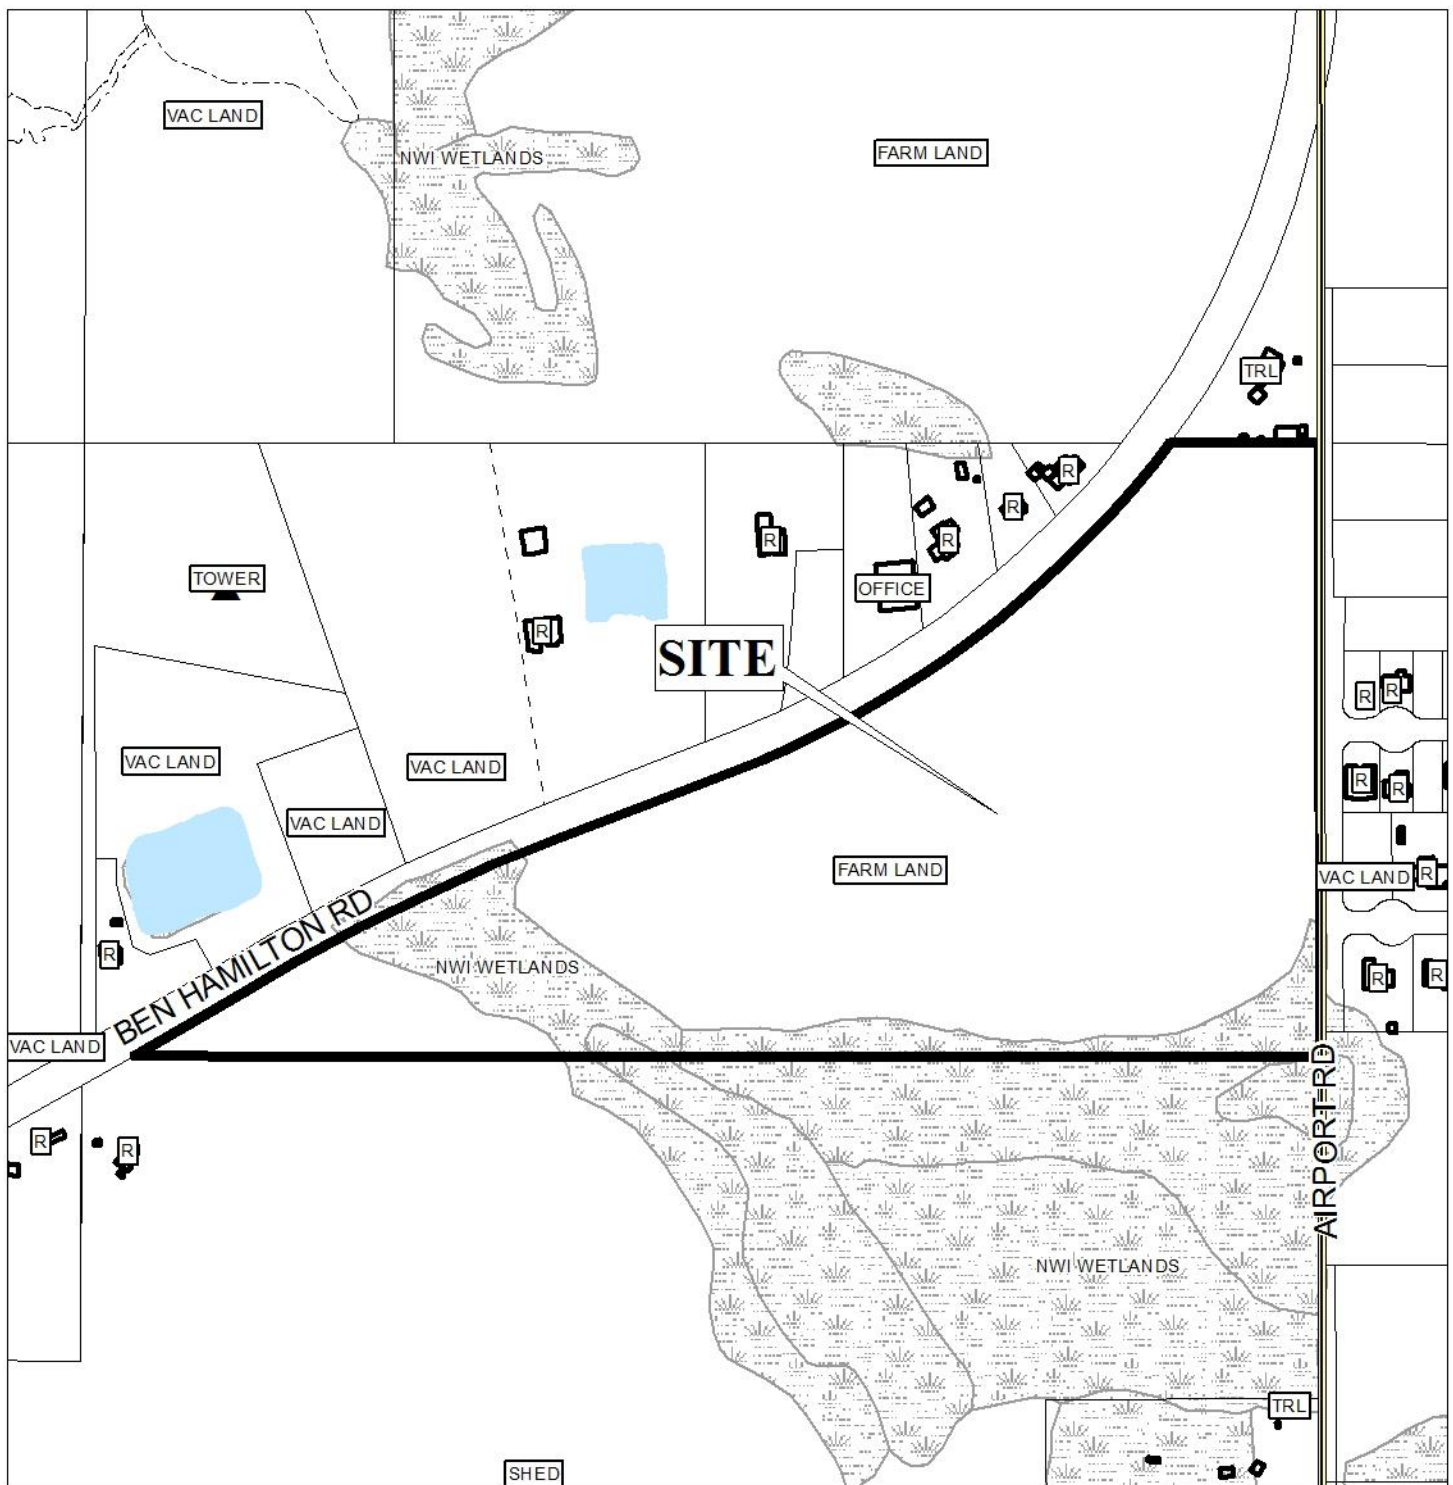 VAC LAND
FARM LAND
NWI WETLANDS
TRL
R
R
R
R
TOWER
OFFICE
R
SITE
R
R
VAC LAND
VAC LAND
R
R
VAC LAND
FARM LAND
VAC LAND
R
BEN HAMILTON RD
R
NWI WETLANDS
R
R
VAC LAND
AIRPORT RD
R
R
NWI WETLANDS
TRL
SHED